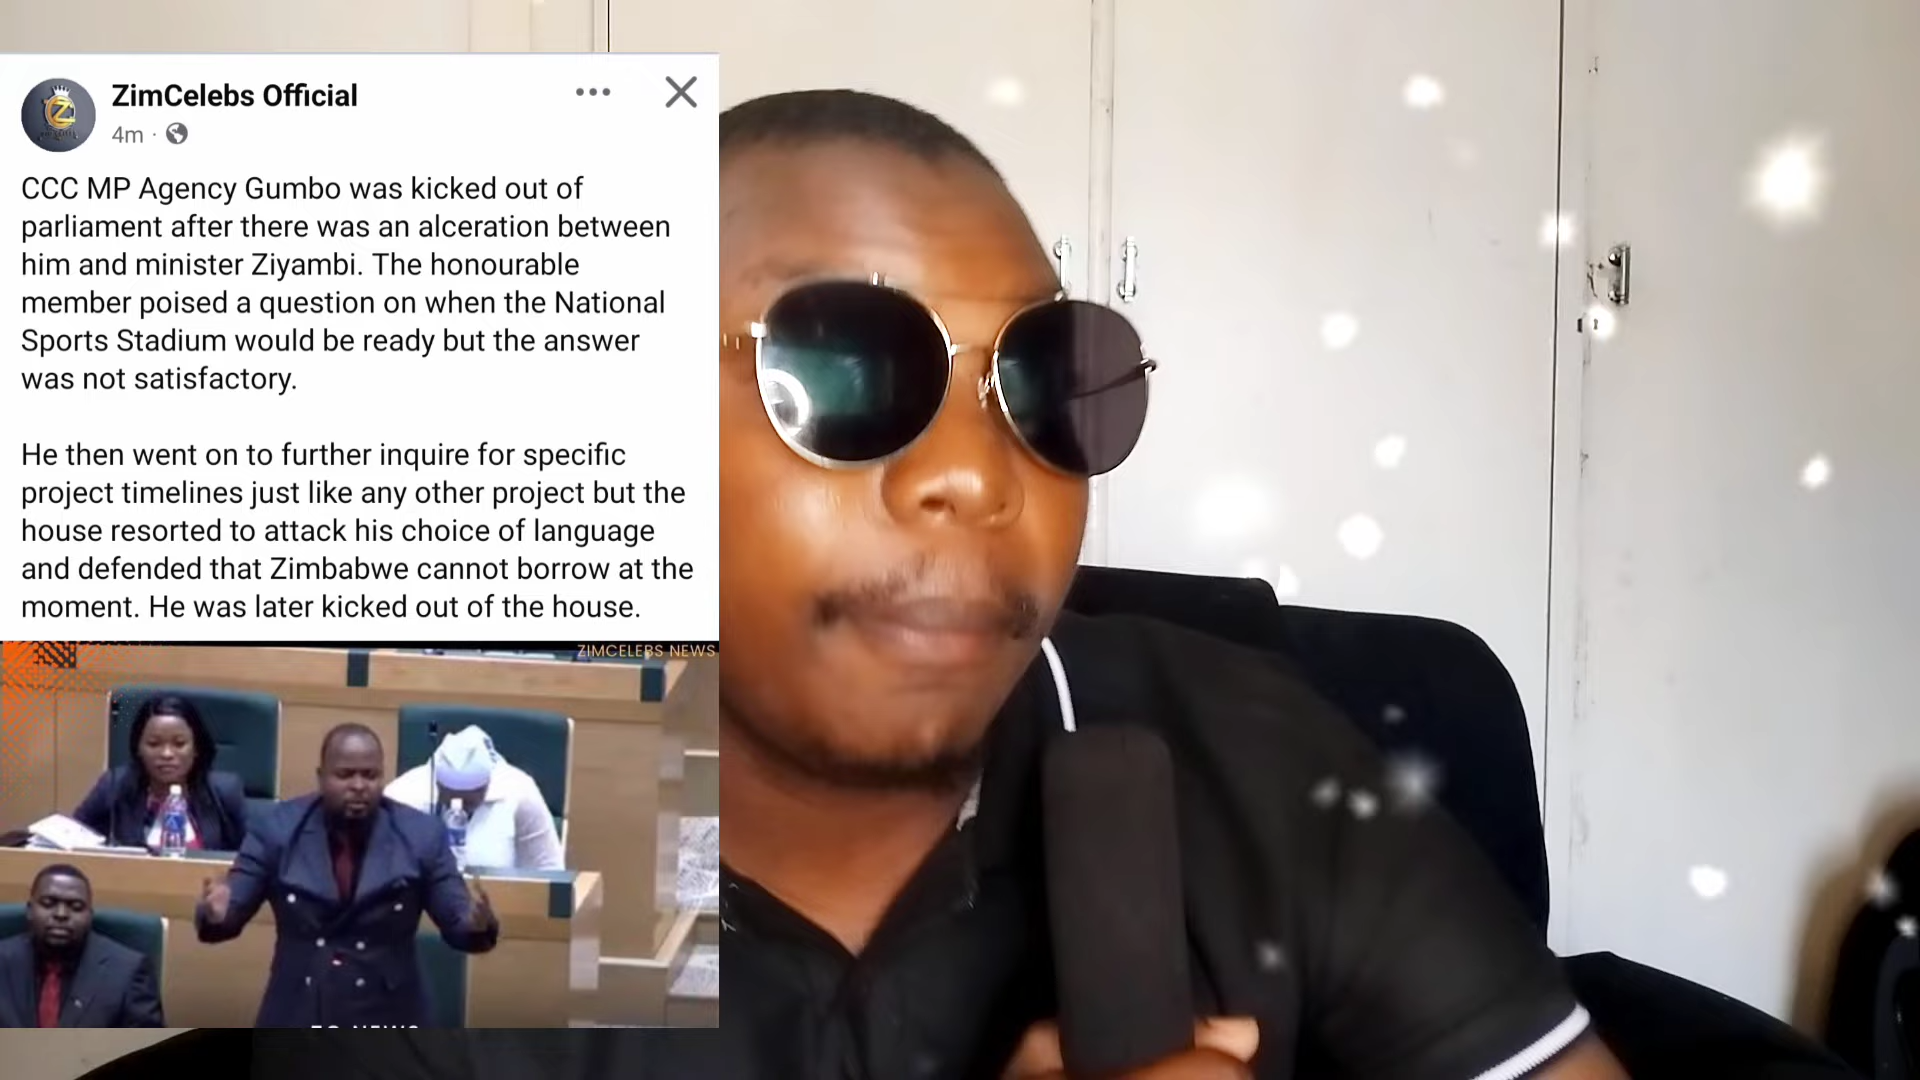 ZimCelebs Official
4m ·
CCC MP Agency Gumbo was kicked out of
parliament after there was an alceration between
him and minister Ziyambi. The honourable
member poised a question on when the National
Sports Stadium would be ready but the answer
was not satisfactory.
He then went on to further inquire for specific
project timelines just like any other project but the
house resorted to attack his choice of language
and defended that Zimbabwe cannot borrow at the
moment. He was later kicked out of the house.
ZIMCELEBS NEWS